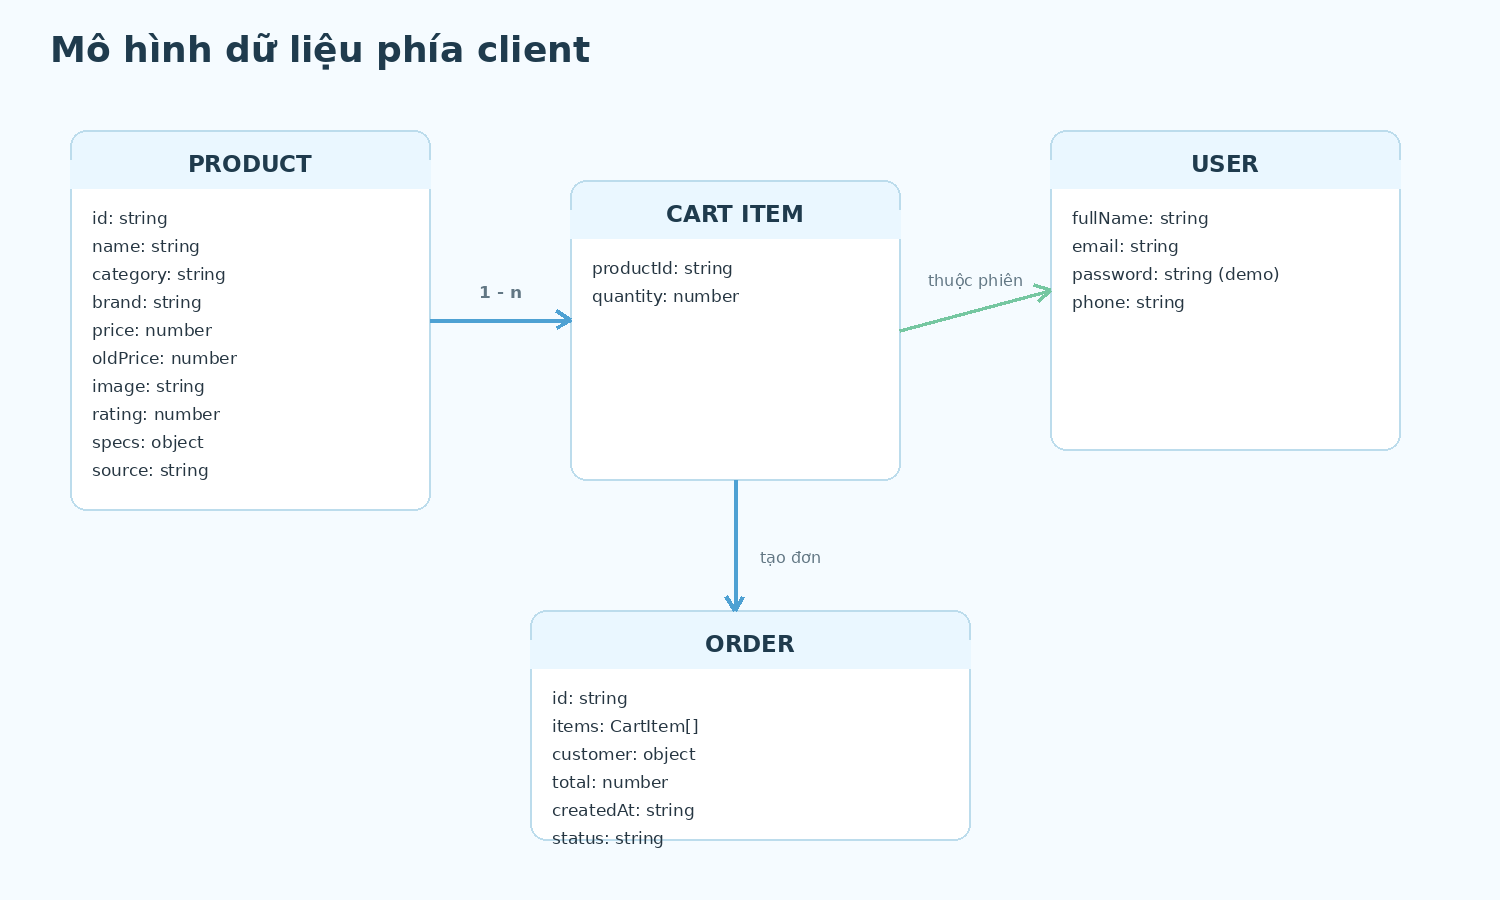 Mô hình dữ liệu phía client
PRODUCT
id: string
name: string
category: string
brand: string
price: number
oldPrice: number
image: string
rating: number
specs: object
source: string
1 - n
CART ITEM
productId: string
quantity: number
thuộc phiên
USER
fullName: string
email: string
password: string (demo)
phone: string
tạo đơn
ORDER
id: string
items: CartItem[]
customer: object
total: number
createdAt: string
status: string